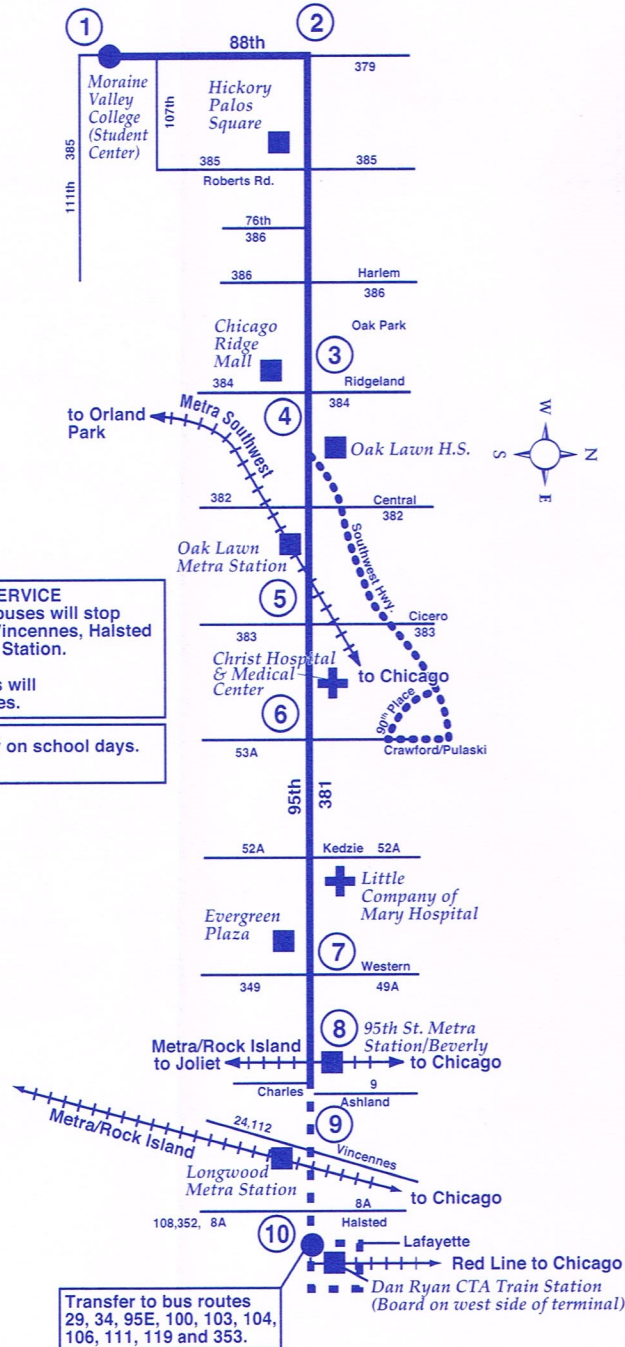 1
2
88th
379
Moraine
Valley
College
(Student
Center)
107th
Hickory
Palos
Square
111th 385
385
385
Roberts Rd.
76th
386
386
Harlem
386
Oak Park
Chicago
Ridge
Mall
3
384
Ridgeland
384
to Orland
Park
Metra Southwest
4
Oak Lawn H.S.
W
S
N
E
382
Central
382
Southwest Hwy.
Oak Lawn
Metra Station
5
ERVICE
buses will stop
Vincennes, Halsted
Station.
s will
es.
383
Cicero
383
Christ Hospital
& Medical
Center
to Chicago
90th Place
6
y on school days.
53A
Crawford/Pulaski
95th
381
52A
Kedzie 52A
Little
Company of
Mary Hospital
Evergreen
Plaza
7
Western
349
49A
8
95th St. Metra
Station/Beverly
Metra/Rock Island
to Joliet
to Chicago
Charles
9
Ashland
9
Metra/Rock Island
24,112
Vincennes
Longwood
Metra Station
to Chicago
8A
108,352, 8A
Halsted
10
Lafayette
Red Line to Chicago
Dan Ryan CTA Train Station
(Board on west side of terminal)
Transfer to bus routes
29, 34, 95E, 100, 103, 104,
106, 111, 119 and 353.